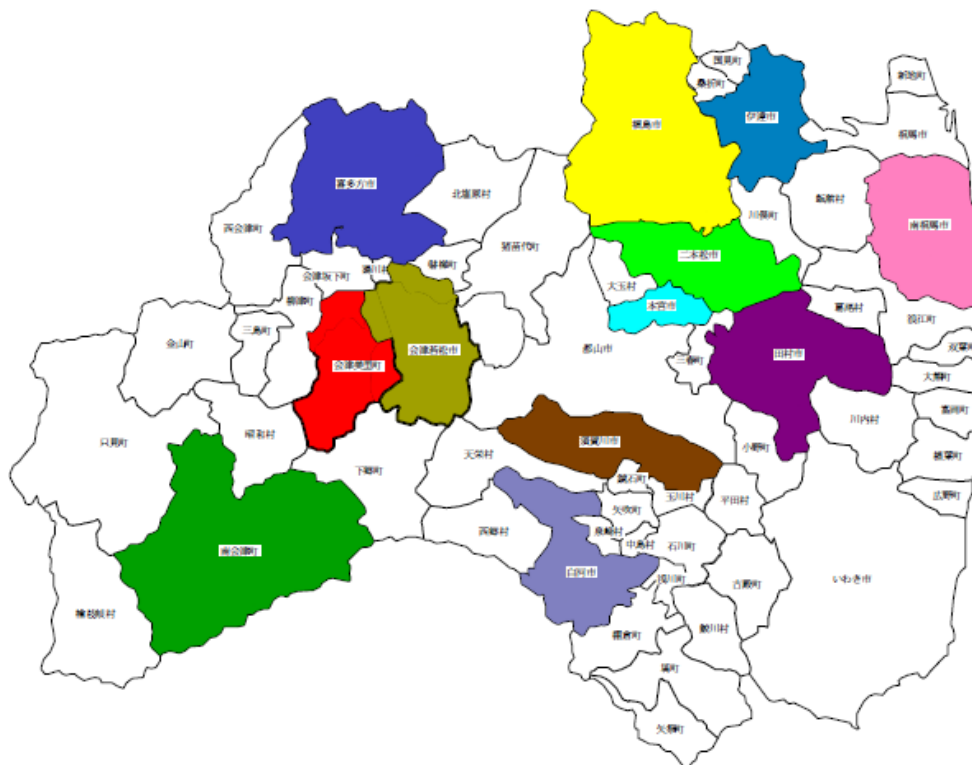 国見町
桑折町
新地町
福島市
伊達市
相馬市
喜多方市
北塩原村
飯舘村
川俣町
南相馬市
西会津町
猪苗代町
二本松市
磐梯町
湯川村
会津坂下町
大玉村
柳津町
本宮市
葛尾村
浪江町
三島町
金山町
双葉町
会津若松市
郡山市
三春町
田村市
会津美里町
大熊町
富岡町
只見町
昭和村
小野町
川内村
須賀川市
楢葉町
天栄村
下郷町
鏡石町
玉川村
平田村
広野町
矢吹町
西郷村
泉崎村
中島村
石川町
南会津町
白河市
浅川町
古殿町
いわき市
檜枝岐村
棚倉町
鮫川村
塙町
矢祭町